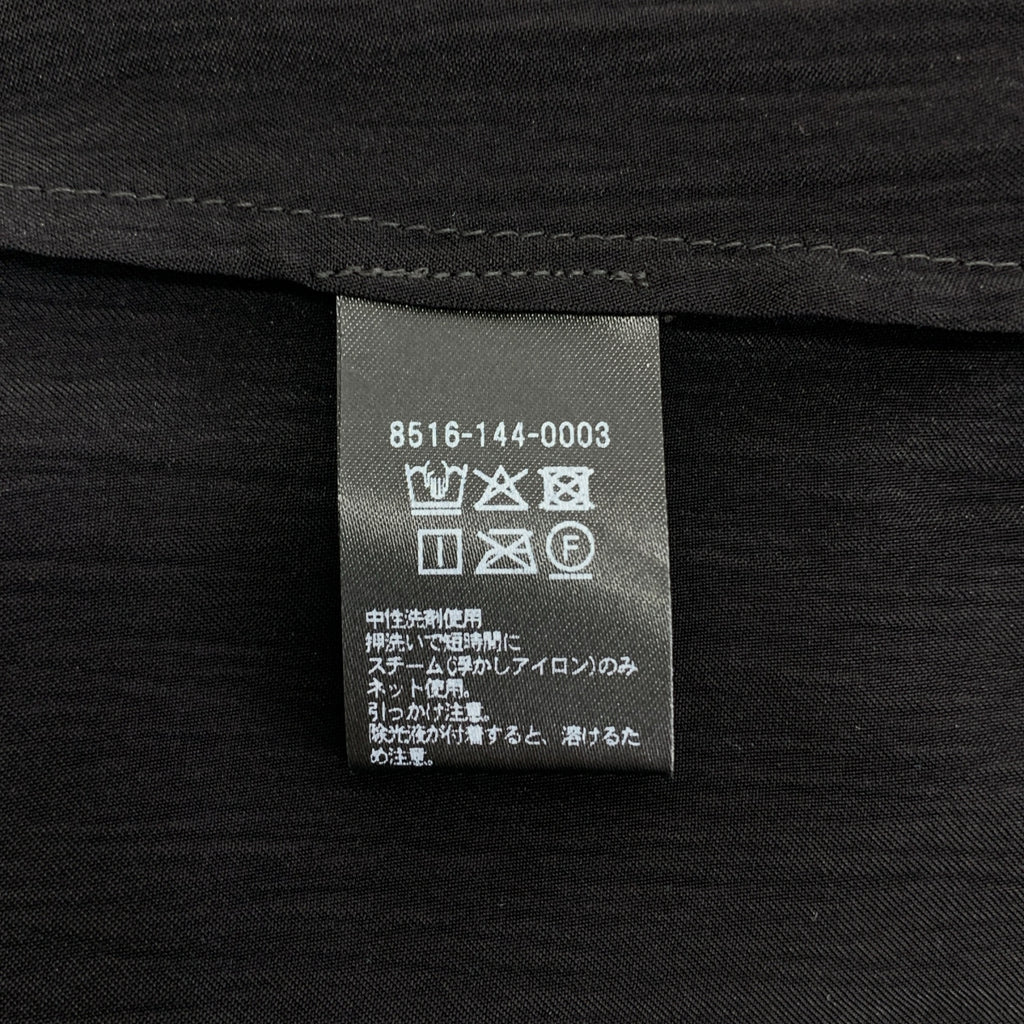 8516-144-0003
F
中性洗剤使用
押洗いで短時間に
スチーム(浮かしアイロン)のみ
ネット使用。
引っかけ注意。
除光液が付着すると、溶けるた
め注意。